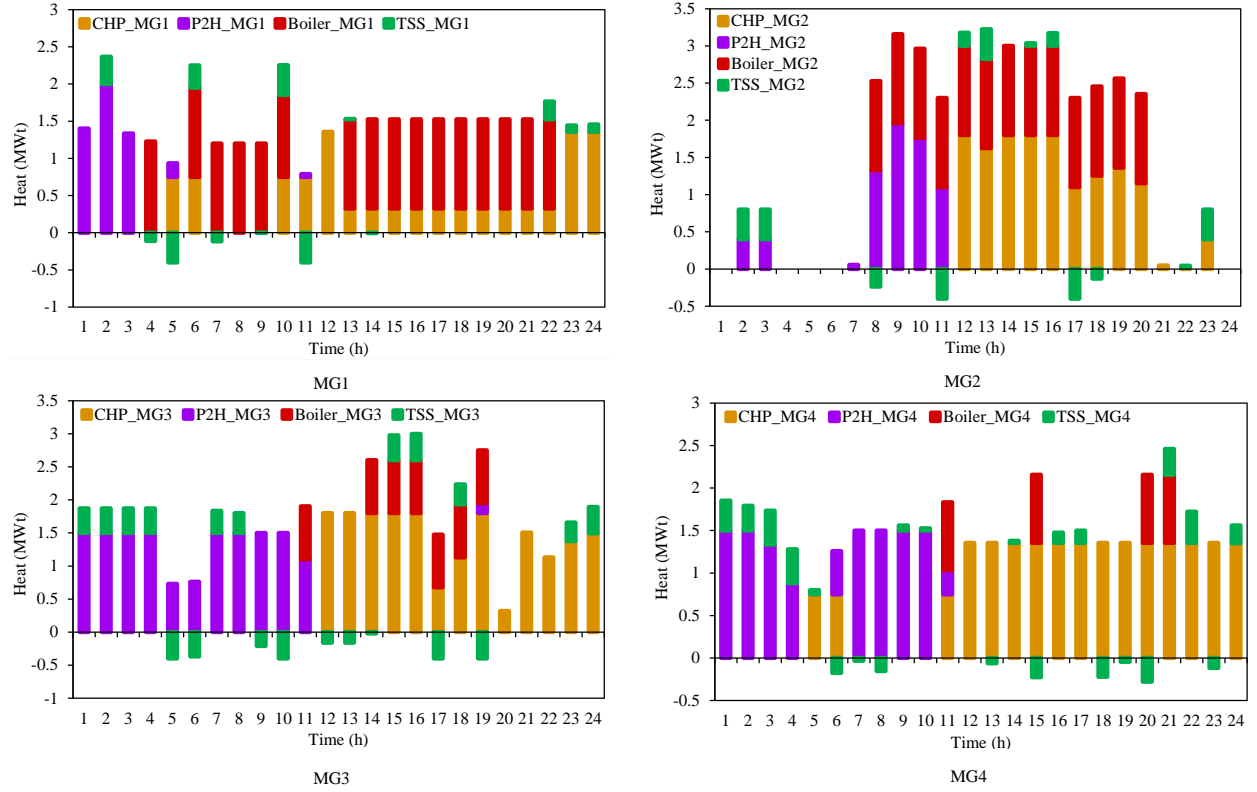 CHP_MG1 P2H_MG1 Boiler_MG1 TSS_MG1
3
2.5
2
1.5
1
0.5
0
-0.5
-1
Heat (MWt)
1 2 3 4 5 6 7 8 9 10 11 12 13 14 15 16 17 18 19 20 21 22 23 24
Time (h)
MG1
CHP_MG2
P2H_MG2
Boiler_MG2
TSS_MG2
3.5
3
2.5
2
1.5
1
0.5
0
-0.5
Heat (MWt)
1 2 3 4 5 6 7 8 9 10 11 12 13 14 15 16 17 18 19 20 21 22 23 24
Time (h)
MG2
CHP_MG3 P2H_MG3 Boiler_MG3 TSS_MG3
3.5
3
2.5
2
1.5
1
0.5
0
-0.5
-1
Heat (MWt)
1 2 3 4 5 6 7 8 9 10 11 12 13 14 15 16 17 18 19 20 21 22 23 24
Time (h)
MG3
CHP_MG4 P2H_MG4 Boiler_MG4 TSS_MG4
3
2.5
2
1.5
1
0.5
0
-0.5
Heat (MWt)
1 2 3 4 5 6 7 8 9 10 11 12 13 14 15 16 17 18 19 20 21 22 23 24
Time (h)
MG4